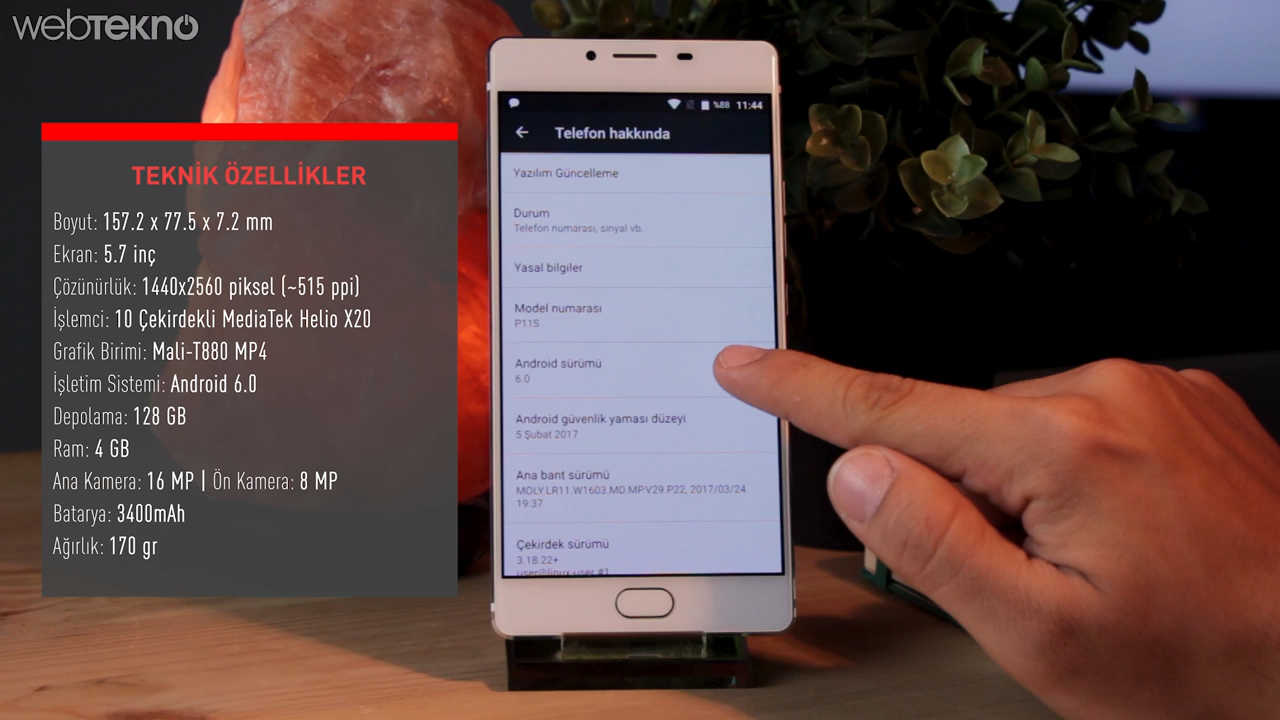 webTEKNO
TEKNİK ÖZELLİKLER
Boyut: 157.2 x 77.5 x 7.2 mm
Ekran: 5.7 inç
Çözünürlük: 1440x2560 piksel (~515 ppi)
İşlemci: 10 Çekirdekli MediaTek Helio X20
Grafik Birimi: Mali-T880 MP4
İşletim Sistemi: Android 6.0
Depolama: 128 GB
Ram: 4 GB
Ana Kamera: 16 MP | Ön Kamera: 8 MP
Batarya: 3400mAh
Ağırlık: 170 gr
%88 11:44
Telefon hakkında
Yazılım Güncelleme
Durum
Telefon numarası, sinyal vb.
Yasal bilgiler
Model numarası
P11S
Android sürümü
6.0
Android güvenlik yaması düzeyi
5 Şubat 2017
Ana bant sürümü
MOLY.LR11.W1603.MD.MP.V29.P22, 2017/03/24
19:37
Çekirdek sürümü
3.18.22+
user@linux-user #1